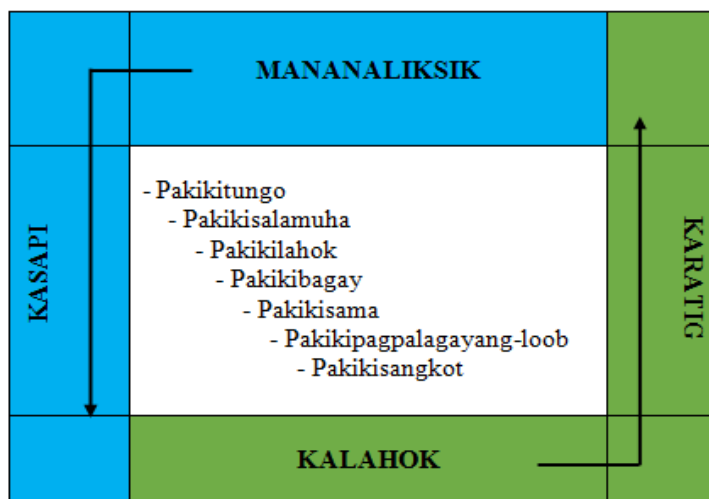 MANANALIKSIK
KASAPI
- Pakikitungo
- Pakikisalamuha
- Pakikilahok
- Pakikibagay
- Pakikisama
- Pakikipagpalagayang-loob
- Pakikisangkot
KARATIG
KALAHOK